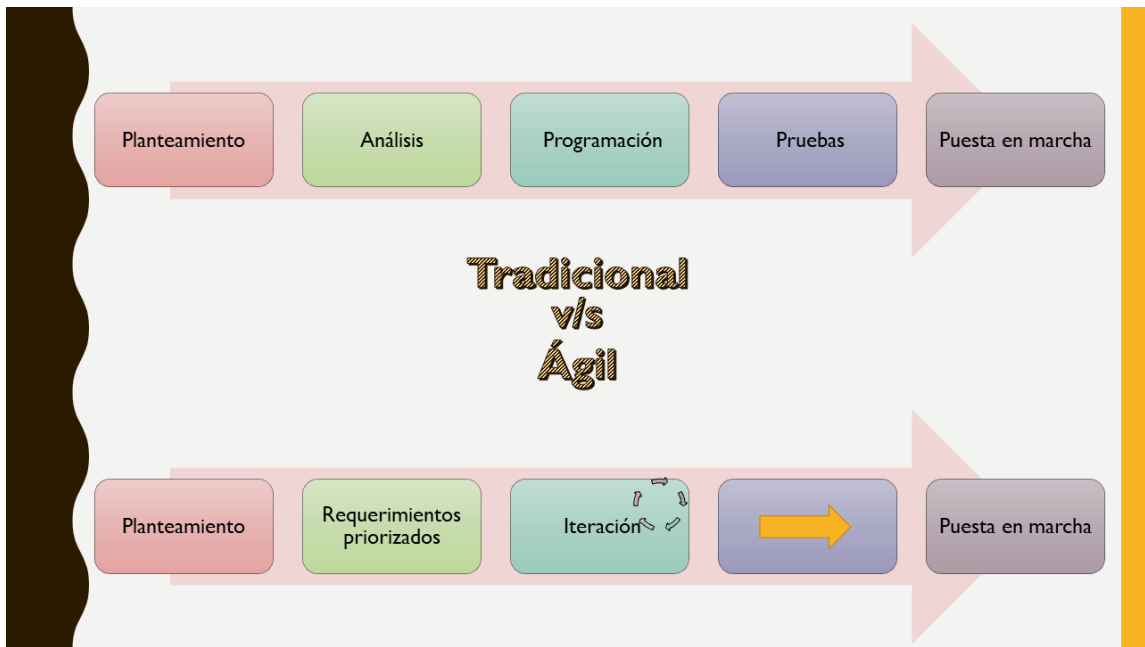 Planteamiento
Análisis
Programación
Pruebas
Puesta en marcha
Tradicional
v/s
Ágil
Planteamiento
Requerimientos
priorizados
Iteración
Puesta en marcha